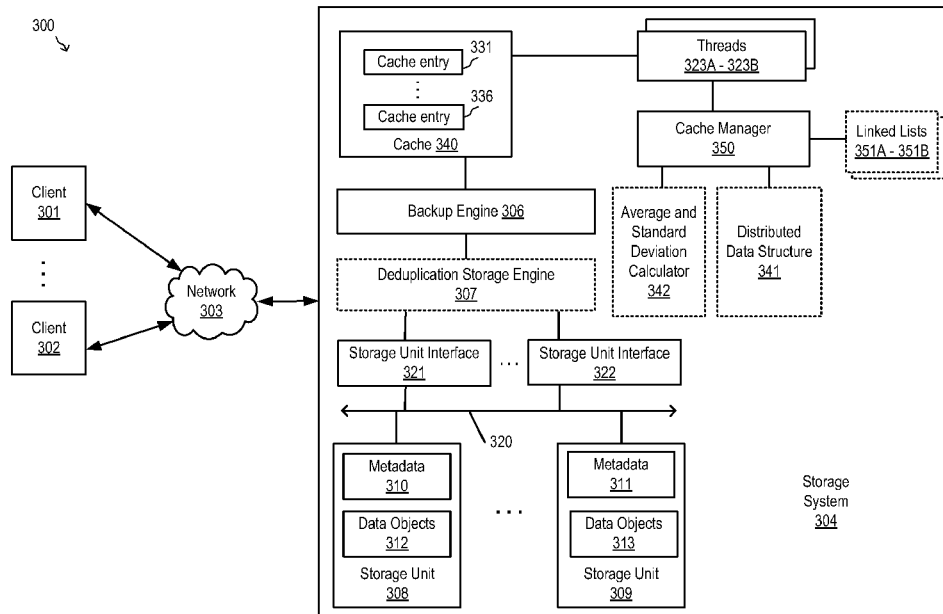 300
Client
301
Client
302
Network
303
Cache entry
331
Cache entry
336
Cache 340
Threads
323A - 323B
Cache Manager
350
Linked Lists
351A - 351B
Backup Engine 306
Average and
Standard
Deviation
Calculator
342
Distributed
Data Structure
341
Deduplication Storage Engine
307
Storage Unit Interface
321
Storage Unit Interface
322
320
Metadata
310
Data Objects
312
Storage Unit
308
Metadata
311
Data Objects
313
Storage Unit
309
Storage
System
304